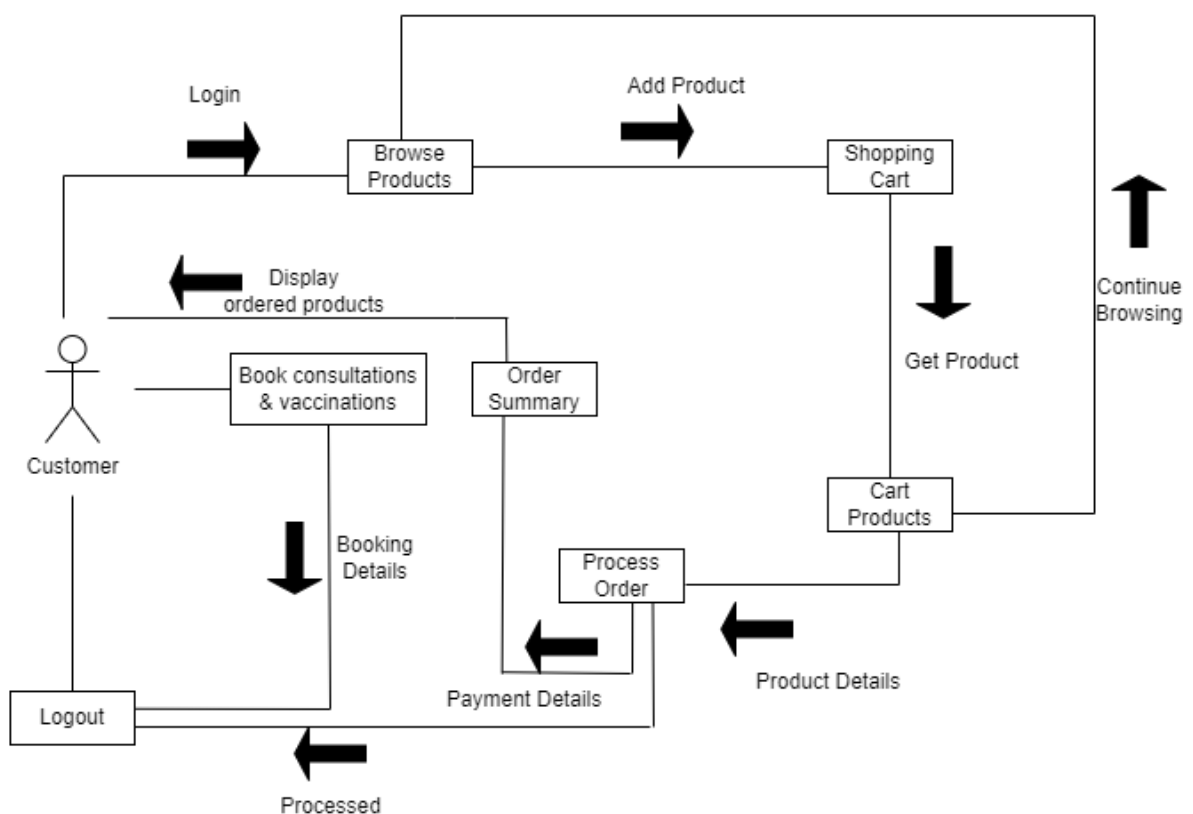 Login
Add Product
Browse
Products
Shopping
Cart
Display
ordered products
Continue
Browsing
Get Product
Book consultations
& vaccinations
Order
Summary
Customer
Cart
Products
Booking
Details
Process
Order
Product Details
Payment Details
Logout
Processed